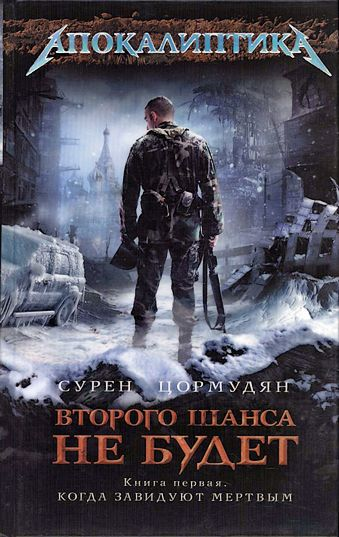 АПОКАЛИПТИКА
СУРЕН ЦОРМУДЯН
ВТОРОГО ШАНСА
НЕ БУДЕТ
Книга первая.
КОГДА ЗАВИДУЮТ МЕРТВЫМ